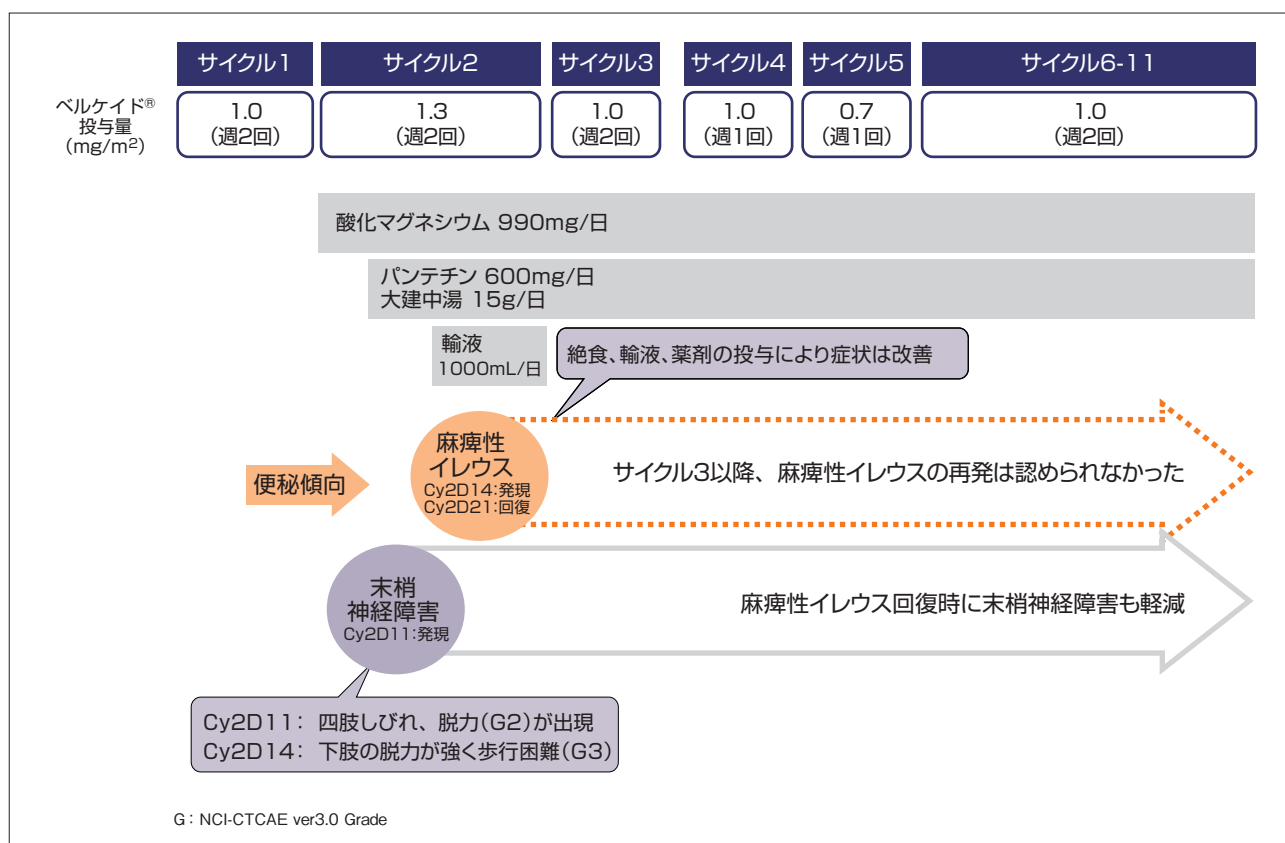 サイクル1 サイクル2 サイクル3 サイクル4 サイクル5 サイクル6-11
ベルケイド®
投与量
(mg/m²)
1.0
(週2回)
1.3
(週2回)
1.0
(週2回)
1.0
(週1回)
0.7
(週1回)
1.0
(週2回)
酸化マグネシウム 990mg/日
パンテチン 600mg/日
大建中湯 15g/日
輸液
1000mL/日
絶食、輸液、薬剤の投与により症状は改善
便秘傾向
麻痺性
イレウス
Cy2D14:発現
Cy2D21:回復
サイクル3以降、麻痺性イレウスの再発は認められなかった
末梢
神経障害
Cy2D11:発現
麻痺性イレウス回復時に末梢神経障害も軽減
Cy2D11: 四肢しびれ、脱力(G2)が出現
Cy2D14: 下肢の脱力が強く歩行困難(G3)
G：NCI-CTCAE ver3.0 Grade